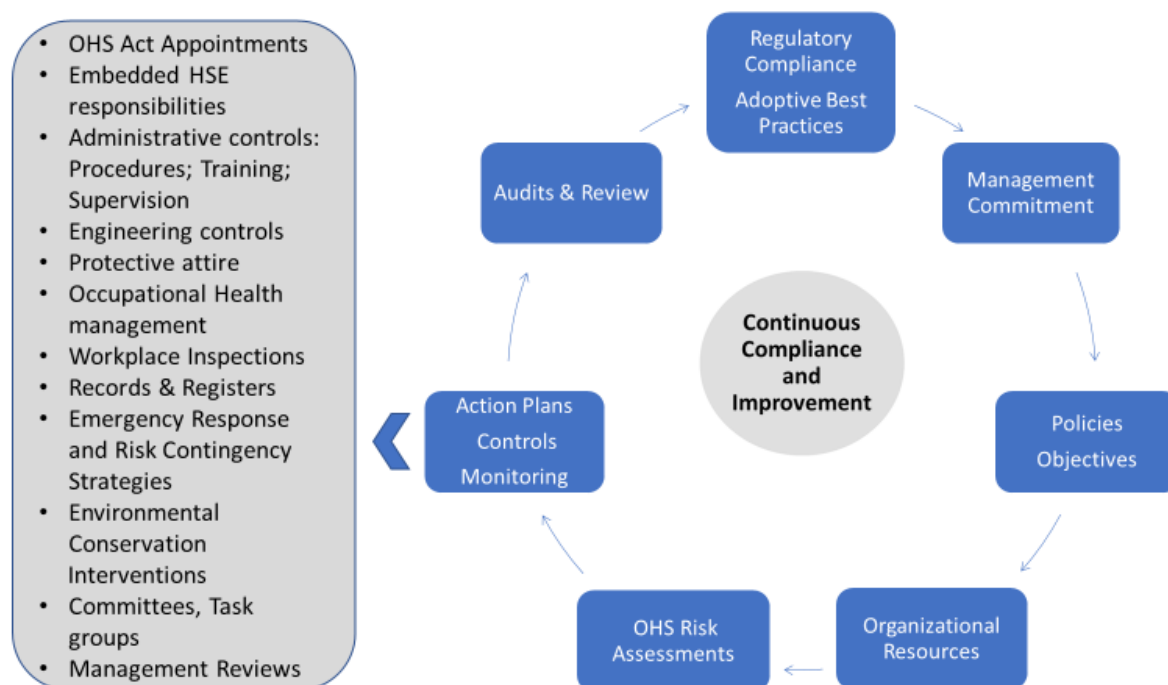 • OHS Act Appointments
• Embedded HSE
responsibilities
• Administrative controls:
Procedures; Training;
Supervision
• Engineering controls
• Protective attire
• Occupational Health
management
• Workplace Inspections
• Records & Registers
• Emergency Response
and Risk Contingency
Strategies
• Environmental
Conservation
Interventions
• Committees, Task
groups
• Management Reviews
Regulatory
Compliance
Adoptive Best
Practices
Management
Commitment
Policies
Objectives
Organizational
Resources
OHS Risk
Assessments
Action Plans
Controls
Monitoring
Audits & Review
Continuous
Compliance
and
Improvement